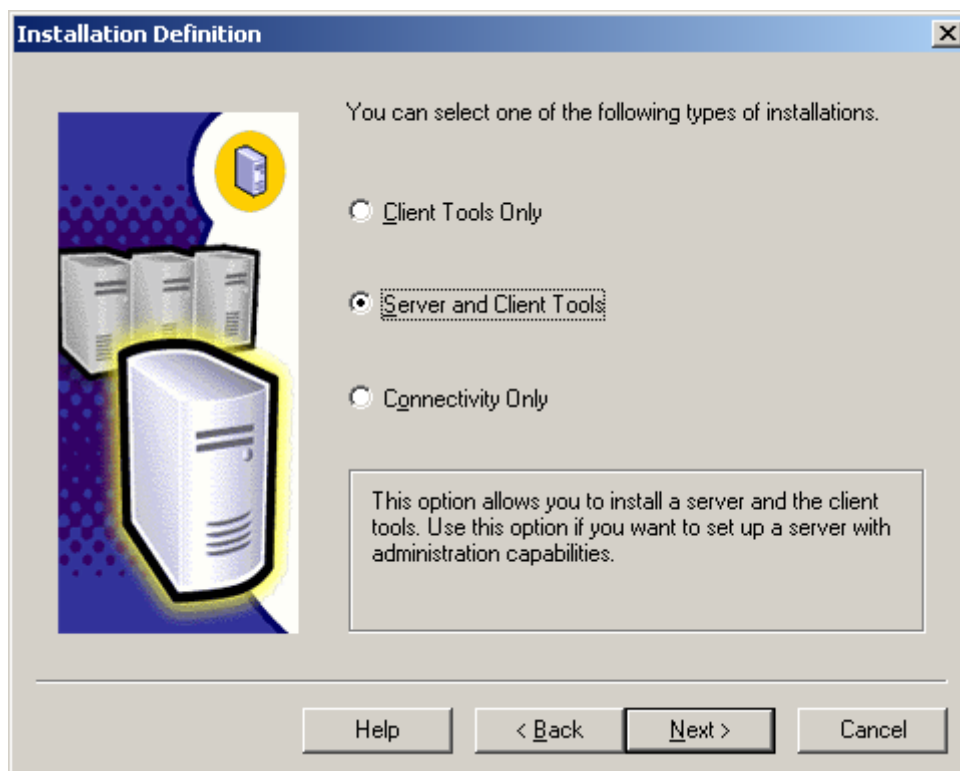 Installation Definition
You can select one of the following types of installations.
Client Tools Only
Server and Client Tools
Connectivity Only
This option allows you to install a server and the client
tools. Use this option if you want to set up a server with
administration capabilities.
Help
< Back
Next >
Cancel